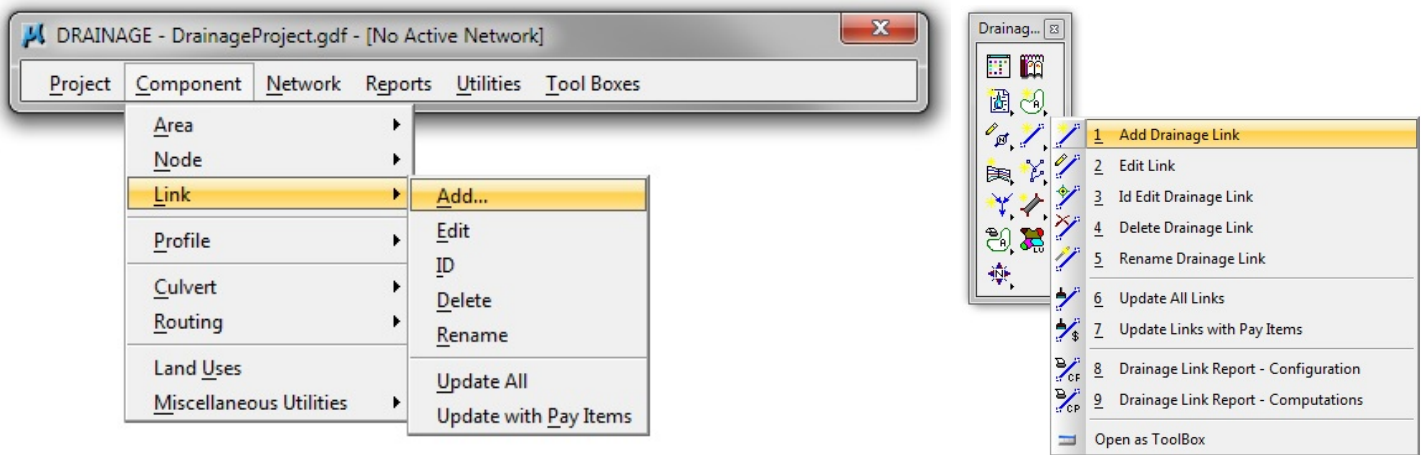 DRAINAGE - DrainageProject.gdf - [No Active Network]
Project Component Network Reports Utilities Tool Boxes
Area
Node
Link
Profile
Culvert
Routing
Land Uses
Miscellaneous Utilities
Add...
Edit
ID
Delete
Rename
Update All
Update with Pay Items
Drainag...
1 Add Drainage Link
2 Edit Link
3 Id Edit Drainage Link
4 Delete Drainage Link
5 Rename Drainage Link
6 Update All Links
7 Update Links with Pay Items
8 Drainage Link Report - Configuration
9 Drainage Link Report - Computations
Open as ToolBox